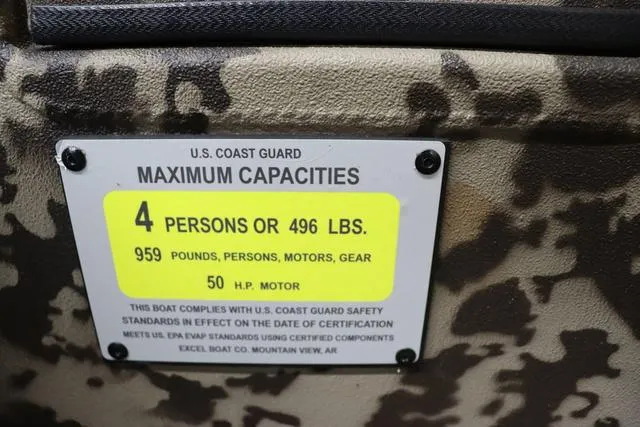 U.S. COAST GUARD
MAXIMUM CAPACITIES
4 PERSONS OR 496 LBS.
959 POUNDS, PERSONS, MOTORS, GEAR
50 H.P. MOTOR
THIS BOAT COMPLIES WITH U.S. COAST GUARD SAFETY
STANDARDS IN EFFECT ON THE DATE OF CERTIFICATION
MEETS US. EPA EVAP STANDARDS USING CERTIFIED COMPONENTS
EXCEL BOAT CO. MOUNTAIN VIEW, AR